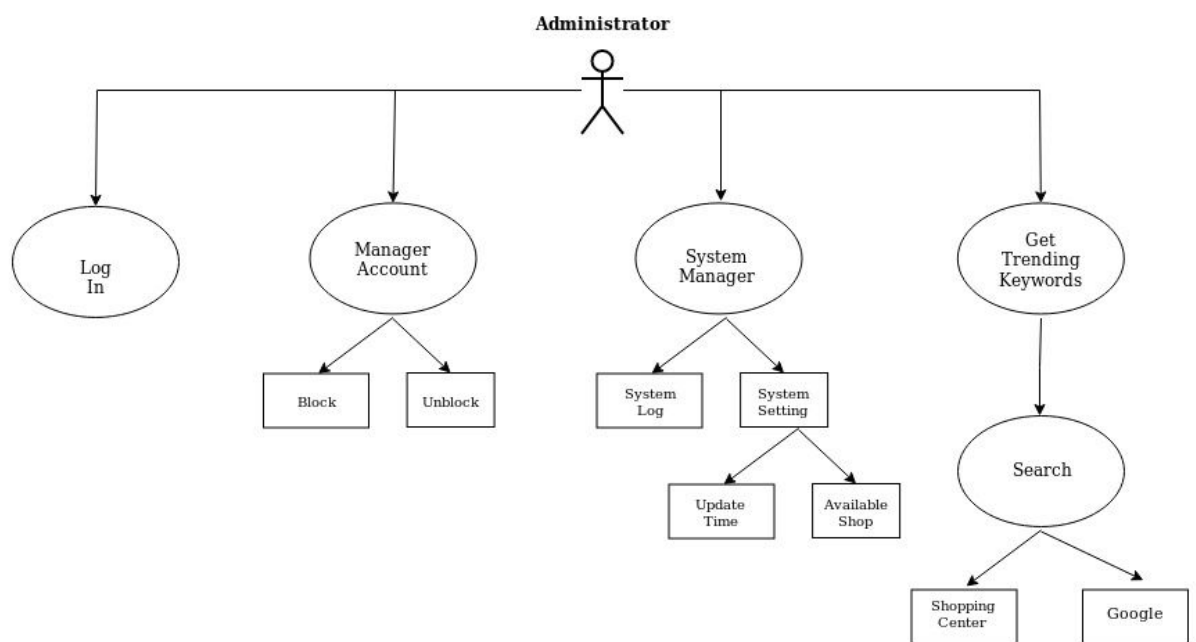 Administrator
Log
In
Manager
Account
System
Manager
Get
Trending
Keywords
Block
Unblock
System
Log
System
Setting
Search
Update
Time
Available
Shop
Shopping
Center
Google